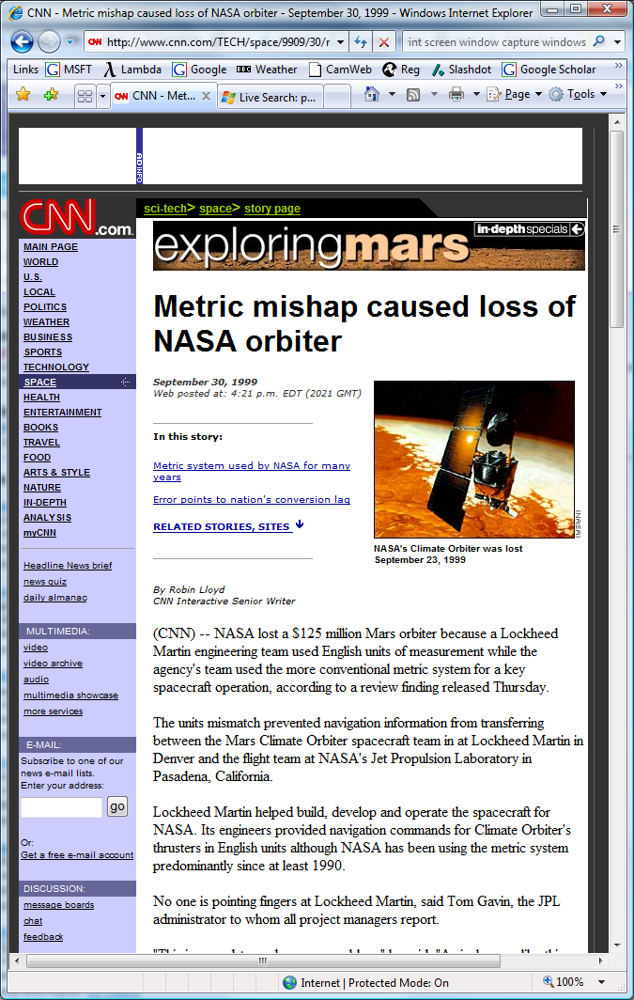 CNN - Metric mishap caused loss of NASA orbiter - September 30, 1999 - Windows Internet Explorer
http://www.cnn.com/TECH/space/9909/30/r
int screen window capture windows
Links MSFT Lambda Google BBC Weather CamWeb Reg Slashdot Google Scholar
CNN - Met... Live Search: p... Page Tools
AD INFO
CNN.com.
sci-tech> space> story page
exploringmars
in-depth specials
MAIN PAGE
WORLD
U.S.
LOCAL
POLITICS
WEATHER
BUSINESS
SPORTS
TECHNOLOGY
SPACE
HEALTH
ENTERTAINMENT
BOOKS
TRAVEL
FOOD
ARTS & STYLE
NATURE
IN-DEPTH
ANALYSIS
myCNN
Headline News brief
news quiz
daily almanac
MULTIMEDIA:
video
video archive
audio
multimedia showcase
more services
E-MAIL:
Subscribe to one of our
news e-mail lists.
Enter your address:
go
Or:
Get a free e-mail account
DISCUSSION:
message boards
chat
feedback
Metric mishap caused loss of
NASA orbiter
September 30, 1999
Web posted at: 4:21 p.m. EDT (2021 GMT)
In this story:
Metric system used by NASA for many
years
Error points to nation's conversion lag
RELATED STORIES, SITES
(NASA)
NASA's Climate Orbiter was lost
September 23, 1999
By Robin Lloyd
CNN Interactive Senior Writer
(CNN) -- NASA lost a $125 million Mars orbiter because a Lockheed
Martin engineering team used English units of measurement while the
agency's team used the more conventional metric system for a key
spacecraft operation, according to a review finding released Thursday.
The units mismatch prevented navigation information from transferring
between the Mars Climate Orbiter spacecraft team in at Lockheed Martin in
Denver and the flight team at NASA's Jet Propulsion Laboratory in
Pasadena, California.
Lockheed Martin helped build, develop and operate the spacecraft for
NASA. Its engineers provided navigation commands for Climate Orbiter's
thrusters in English units although NASA has been using the metric system
predominantly since at least 1990.
No one is pointing fingers at Lockheed Martin, said Tom Gavin, the JPL
administrator to whom all project managers report.
Internet | Protected Mode: On
100%